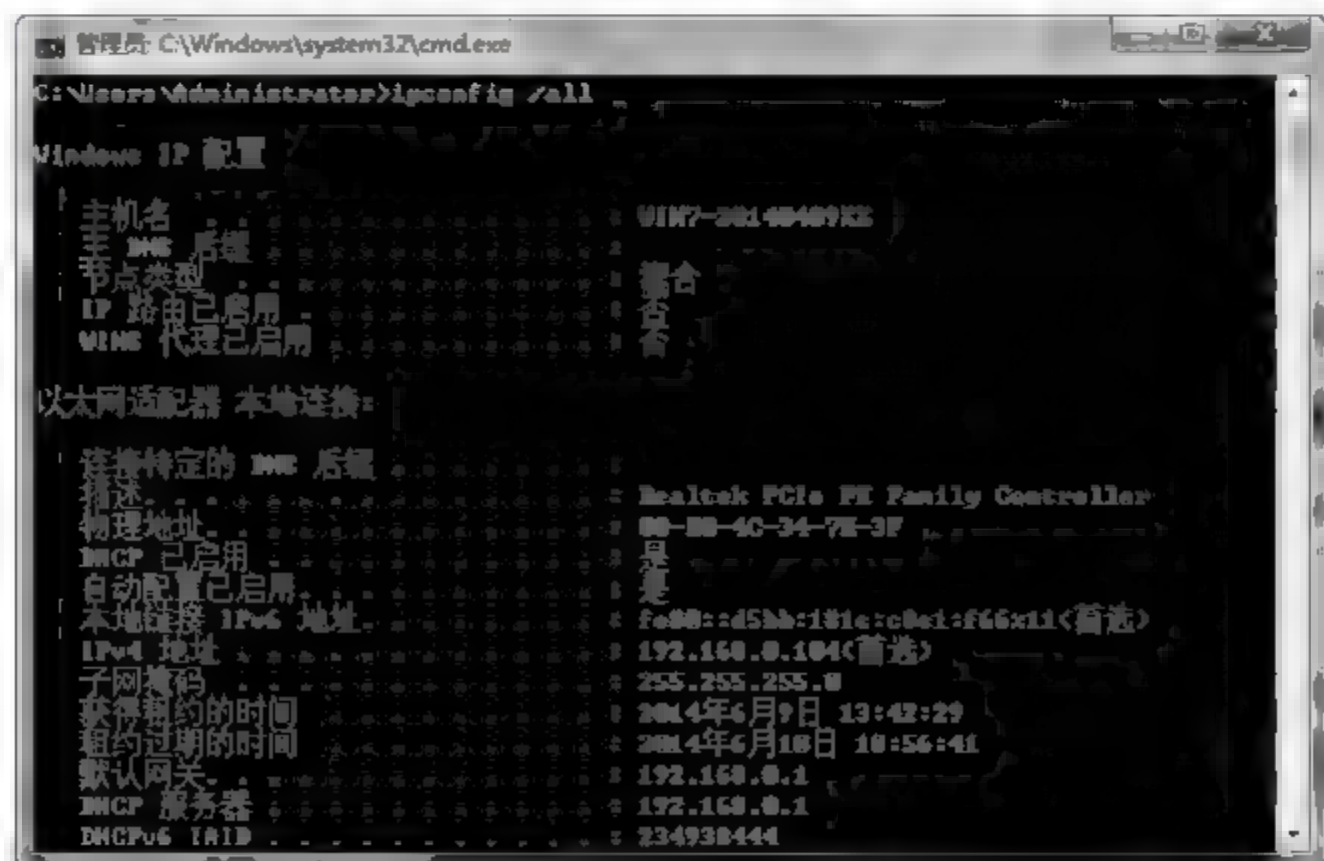 管理员: C:\Windows\system32\cmd.exe
C:\Users\Administrator>ipconfig /all
Windows IP 配置
主机名 . . . . . . . . . . . . . :
主 DNS 后缀 . . . . . . . . . . . :
节点类型 . . . . . . . . . . . . : 混合
IP 路由已启用 . . . . . . . . . . : 否
WINS 代理已启用 . . . . . . . . . : 否
以太网适配器 本地连接:
连接特定的 DNS 后缀 . . . . . . . :
描述. . . . . . . . . . . . . . . : Realtek PCIe FE Family Controller
物理地址. . . . . . . . . . . . . :
DHCP 已启用 . . . . . . . . . . . : 是
自动配置已启用. . . . . . . . . . : 是
本地链接 IPv6 地址. . . . . . . . : (首选)
IPv4 地址 . . . . . . . . . . . . : 192.168.0.104(首选)
子网掩码 . . . . . . . . . . . . : 255.255.255.0
获得租约的时间 . . . . . . . . . : 2014年6月9日 13:42:29
租约过期的时间 . . . . . . . . . : 2014年6月10日 10:56:41
默认网关. . . . . . . . . . . . . : 192.168.0.1
DHCP 服务器 . . . . . . . . . . . : 192.168.0.1
DHCPv6 IAID . . . . . . . . . . . :